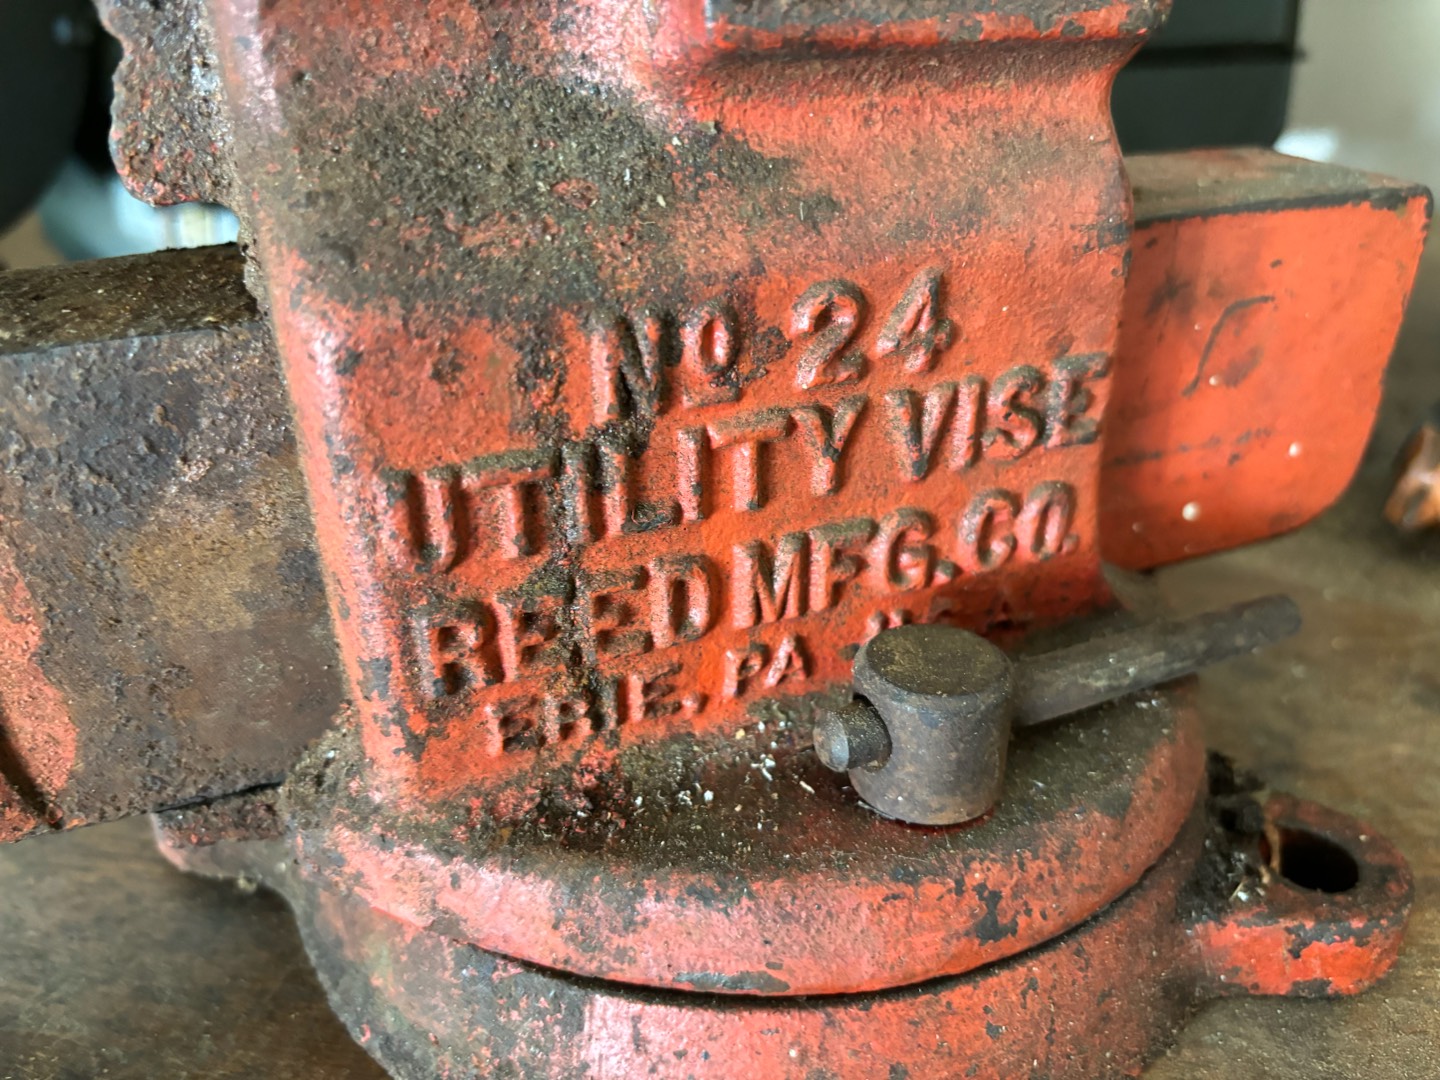 No 24
UTILITY VISE
REED MFG. CO.
ERIE, PA U.S.A.